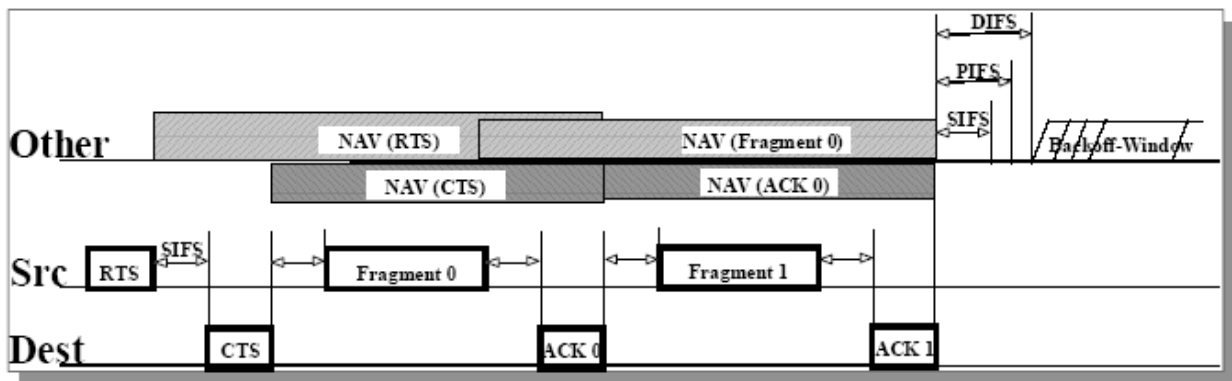 DIFS
PIFS
SIFS
Other
NAV (RTS)
NAV (Fragment 0)
Backoff-Window
NAV (CTS)
NAV (ACK 0)
Src
RTS
SIFS
Fragment 0
Fragment 1
Dest
CTS
ACK 0
ACK 1